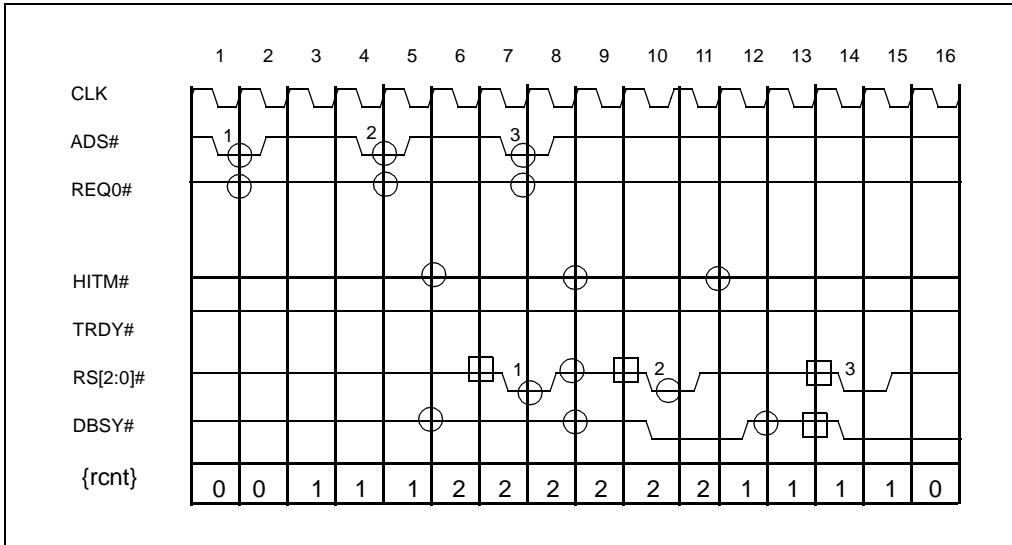 1 2 3 4 5 6 7 8 9 10 11 12 13 14 15 16
CLK
ADS# 1 2 3
REQ0#
HITM#
TRDY#
RS[2:0]# 1 2 3
DBSY#
{rcnt} 0 0 1 1 1 2 2 2 2 2 2 1 1 1 1 0